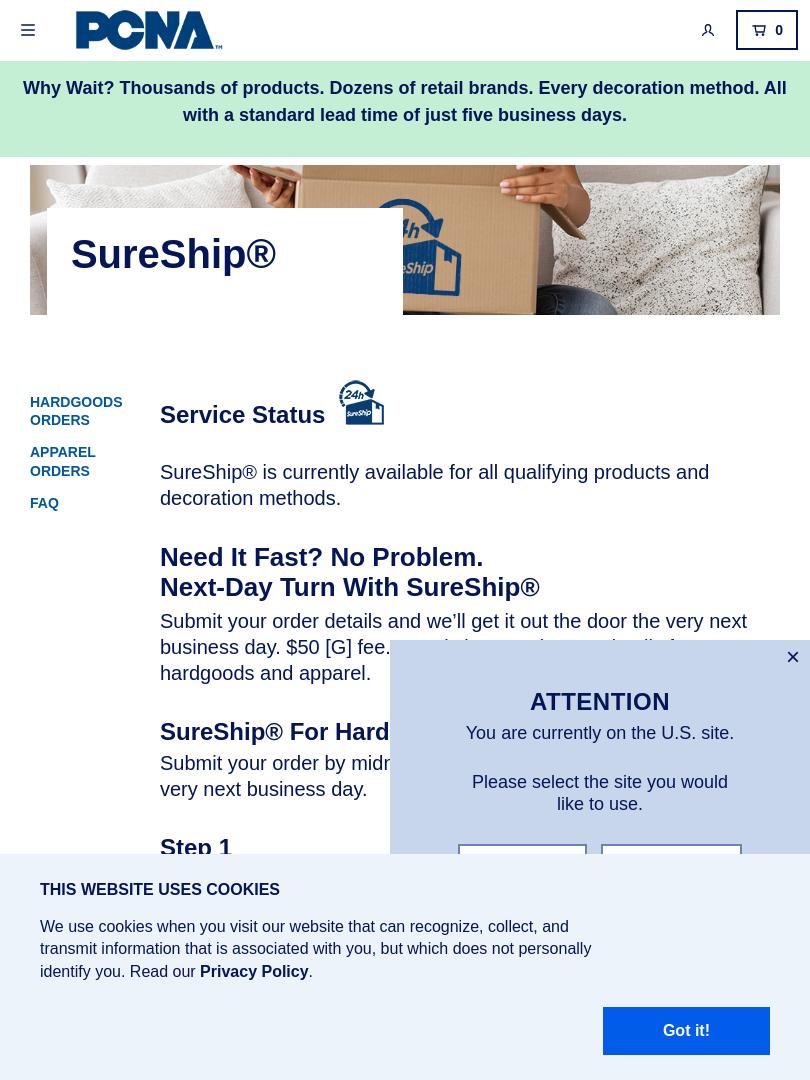 PCNA™
0
Why Wait? Thousands of products. Dozens of retail brands. Every decoration method. All
with a standard lead time of just five business days.
SureShip®
HARDGOODS
ORDERS
APPAREL
ORDERS
FAQ
Service Status
24h
SureShip
SureShip® is currently available for all qualifying products and
decoration methods.
Need It Fast? No Problem.
Next-Day Turn With SureShip®
Submit your order details and we’ll get it out the door the very next
business day. $50 [G] fee.
hardgoods and apparel.
SureShip® For Hard
Submit your order by midn
very next business day.
Step 1
×
ATTENTION
You are currently on the U.S. site.
Please select the site you would
like to use.
THIS WEBSITE USES COOKIES
We use cookies when you visit our website that can recognize, collect, and
transmit information that is associated with you, but which does not personally
identify you. Read our Privacy Policy.
Got it!